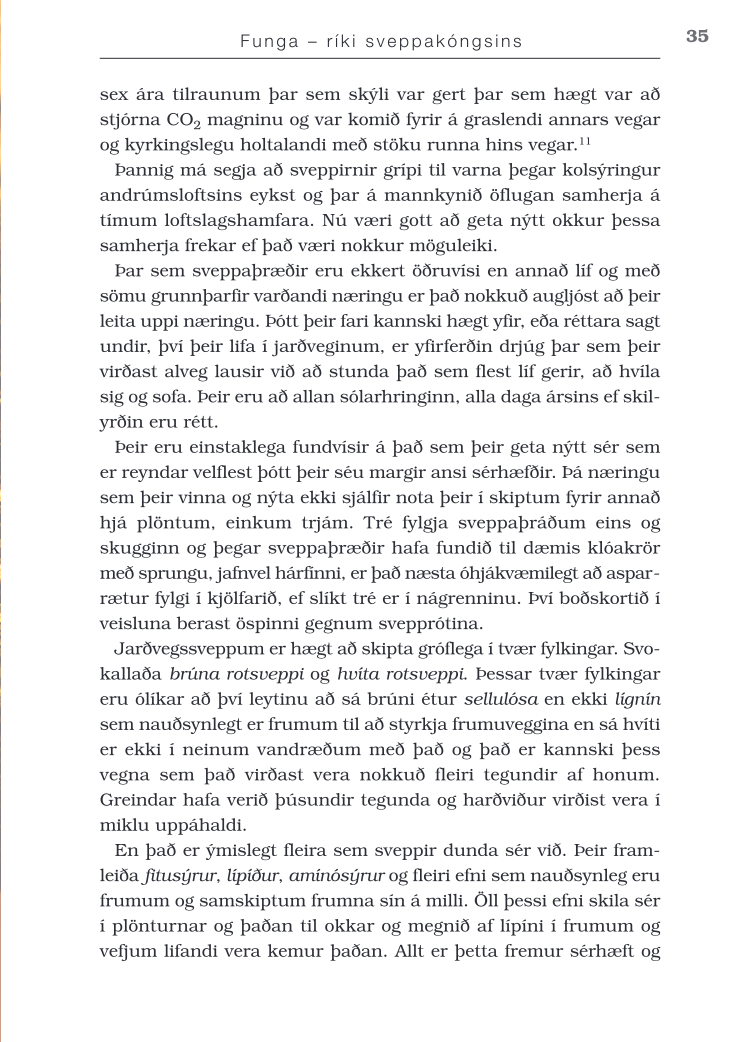 Funga – ríki sveppakóngsins
35
sex ára tilraunum þar sem skýli var gert þar sem hægt var að
stjórna CO₂ magninu og var komið fyrir á graslendi annars vegar
og kyrkingslegu holtalandi með stöku runna hins vegar.¹¹
Þannig má segja að sveppirnir grípi til varna þegar kolsýringur
andrúmsloftsins eykst og þar á mannkynið öflugan samherja á
tímum loftslagshamfara. Nú væri gott að geta nýtt okkur þessa
samherja frekar ef það væri nokkur möguleiki.
Þar sem sveppaþræðir eru ekkert öðruvísi en annað líf og með
sömu grunnþarfir varðandi næringu er það nokkuð augljóst að þeir
leita uppi næringu. Þótt þeir fari kannski hægt yfir, eða réttara sagt
undir, því þeir lifa í jarðveginum, er yfirferðin drjúg þar sem þeir
virðast alveg lausir við að stunda það sem flest líf gerir, að hvíla
sig og sofa. Þeir eru að allan sólarhringinn, alla daga ársins ef skil-
yrðin eru rétt.
Þeir eru einstaklega fundvísir á það sem þeir geta nýtt sér sem
er reyndar velflest þótt þeir séu margir ansi sérhæfðir. Þá næringu
sem þeir vinna og nýta ekki sjálfir nota þeir í skiptum fyrir annað
hjá plöntum, einkum trjám. Tré fylgja sveppaþráðum eins og
skugginn og þegar sveppaþræðir hafa fundið til dæmis klóakrör
með sprungu, jafnvel hárfínni, er það næsta óhjákvæmilegt að aspar-
rætur fylgi í kjölfarið, ef slíkt tré er í nágrenninu. Því boðskortið í
veisluna berast öspinni gegnum svepprótina.
Jarðvegssveppum er hægt að skipta gróflega í tvær fylkingar. Svo-
kallaða brúna rotsveppi og hvíta rotsveppi. Þessar tvær fylkingar
eru ólíkar að því leytinu að sá brúni étur sellulósa en ekki lígnín
sem nauðsynlegt er frumum til að styrkja frumuveggina en sá hvíti
er ekki í neinum vandræðum með það og það er kannski þess
vegna sem það virðast vera nokkuð fleiri tegundir af honum.
Greindar hafa verið þúsundir tegunda og harðviður virðist vera í
miklu uppáhaldi.
En það er ýmislegt fleira sem sveppir dunda sér við. Þeir fram-
leiða fitusýrur, lípíður, amínósýrur og fleiri efni sem nauðsynleg eru
frumum og samskiptum frumna sín á milli. Öll þessi efni skila sér
í plönturnar og þaðan til okkar og megnið af lípíni í frumum og
vefjum lifandi vera kemur þaðan. Allt er þetta fremur sérhæft og